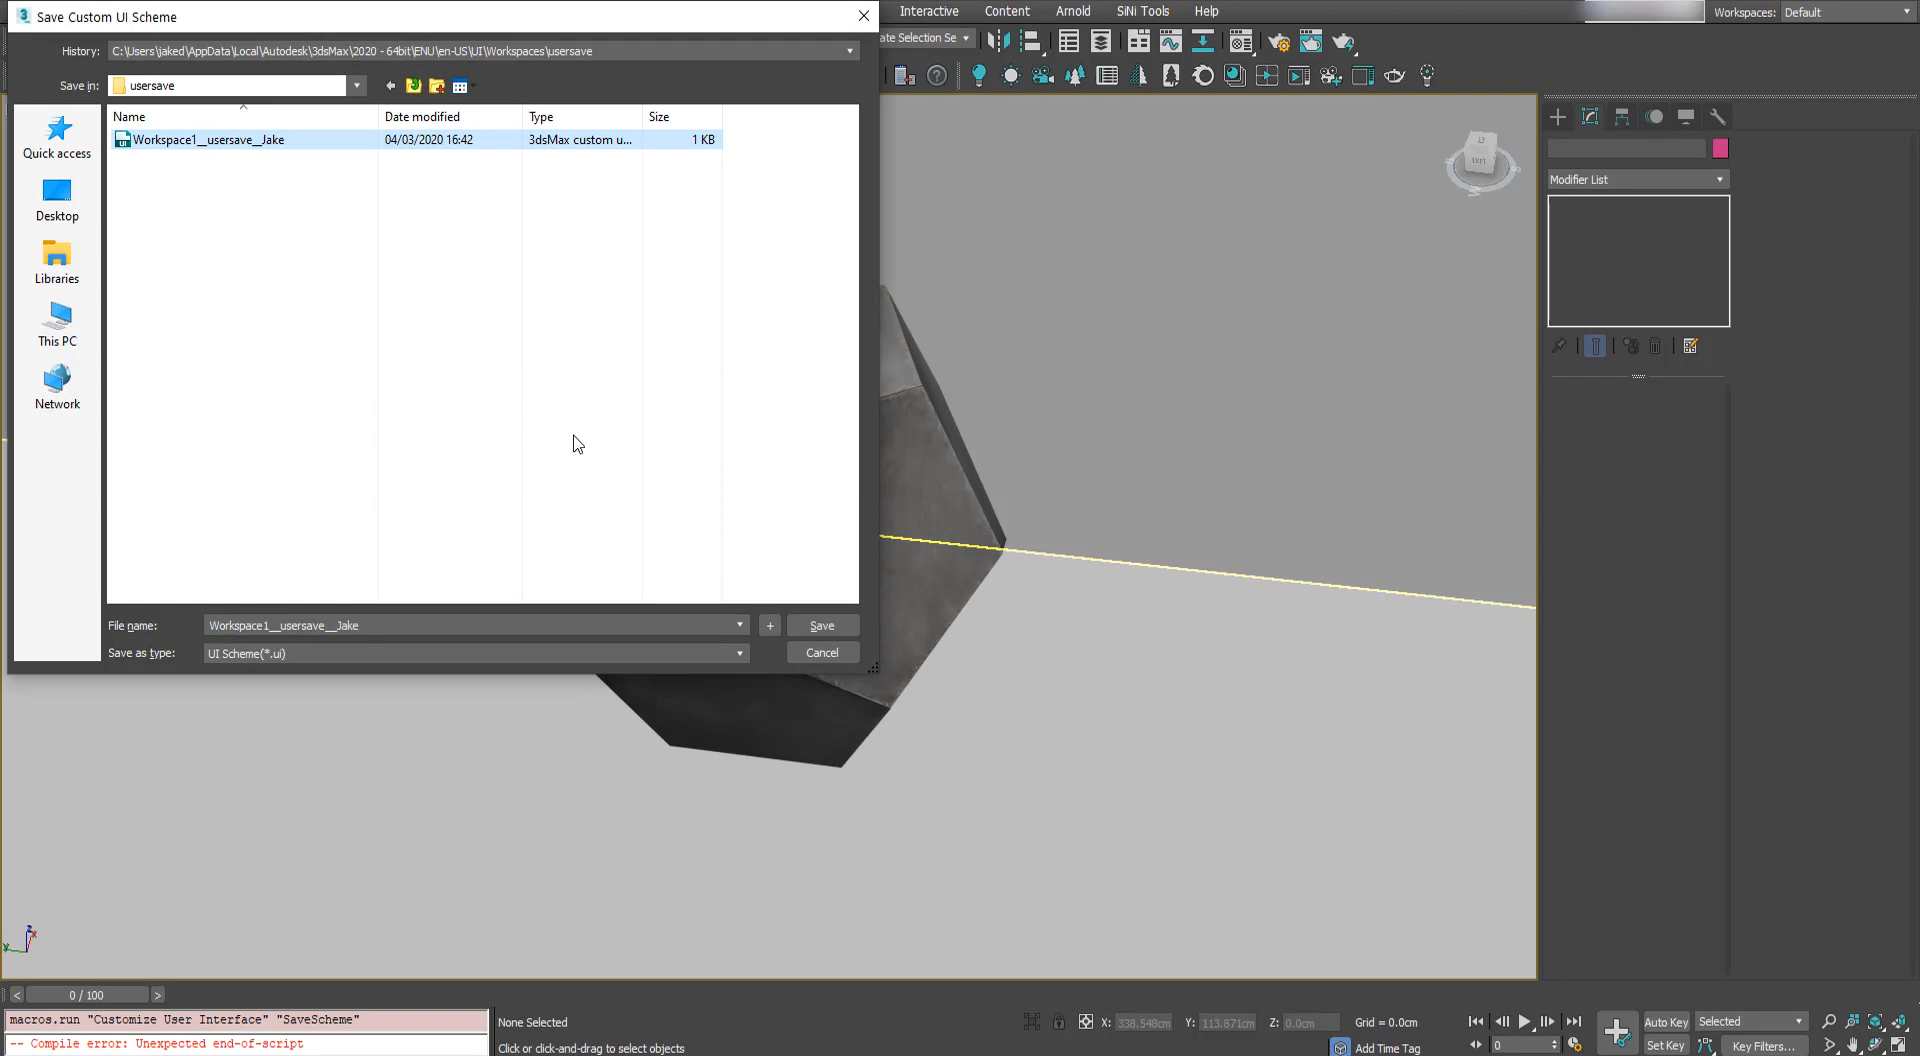 Save Custom UI Scheme
Interactive Content Arnold SiNi Tools Help
Workspaces: Default
History: C:\Users\jaked\AppData\Local\Autodesk\3dsMax\2020 - 64bit\ENU\en-US\UI\Workspaces\usersave
ate Selection Se
Save in: usersave
Name Date modified Type Size
Workspace1__usersave__Jake 04/03/2020 16:42 3dsMax custom u... 1 KB
Quick access
Desktop
Libraries
This PC
Network
Modifier List
File name: Workspace1__usersave__Jake + Save
Save as type: UI Scheme(*.ui) Cancel
< 0 / 100 >
macros.run "Customize User Interface" "SaveScheme"
-- Compile error: Unexpected end-of-script
None Selected
Click or click-and-drag to select objects
X: 338.548cm Y: 113.871cm Z: 0.0cm Grid = 0.0cm
Add Time Tag
0
Auto Key Selected
Set Key Key Filters...